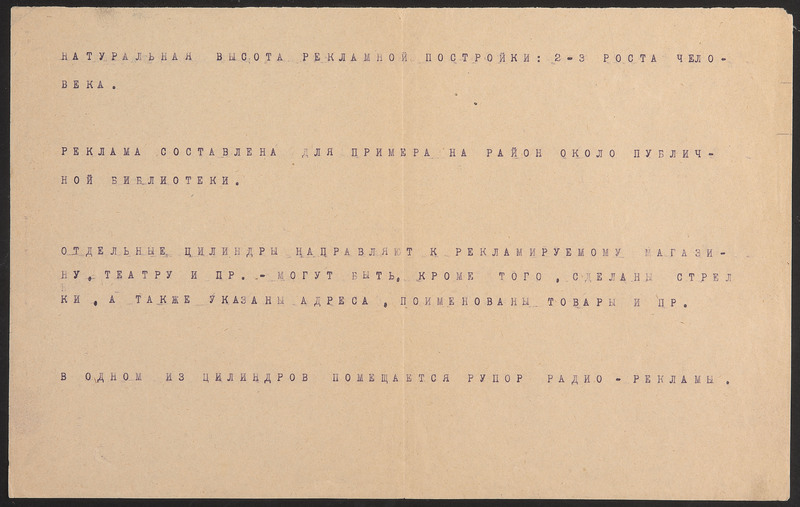 НАТУРАЛЬНАЯ ВЫСОТА РЕКЛАМНОЙ ПОСТРОЙКИ: 2-3 РОСТА ЧЕЛО-
ВЕКА.
РЕКЛАМА СОСТАВЛЕНА ДЛЯ ПРИМЕРА НА РАЙОН ОКОЛО ПУБЛИЧ-
НОЙ БИБЛИОТЕКИ.
ОТДЕЛЬНЫЕ ЦИЛИНДРЫ НАПРАВЛЯЮТ К РЕКЛАМИРУЕМОМУ МАГАЗИ-
НУ, ТЕАТРУ И ПР. - МОГУТ БЫТЬ, КРОМЕ ТОГО, СДЕЛАНЫ СТРЕЛ
КИ, А ТАКЖЕ УКАЗАНЫ АДРЕСА, ПОИМЕНОВАНЫ ТОВАРЫ И ЦР.
В ОДНОМ ИЗ ЦИЛИНДРОВ ПОМЕЩАЕТСЯ РУПОР РАДИО-РЕКЛАМЫ.